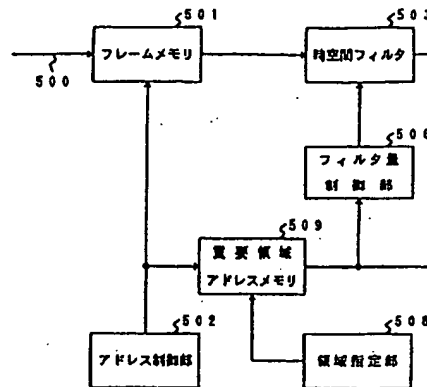 501
503
フレームメモリ
時空間フィルタ
500
506
フィルタ量
制御部
509
重要領域
アドレスメモリ
502
508
アドレス制御部
領域指定部